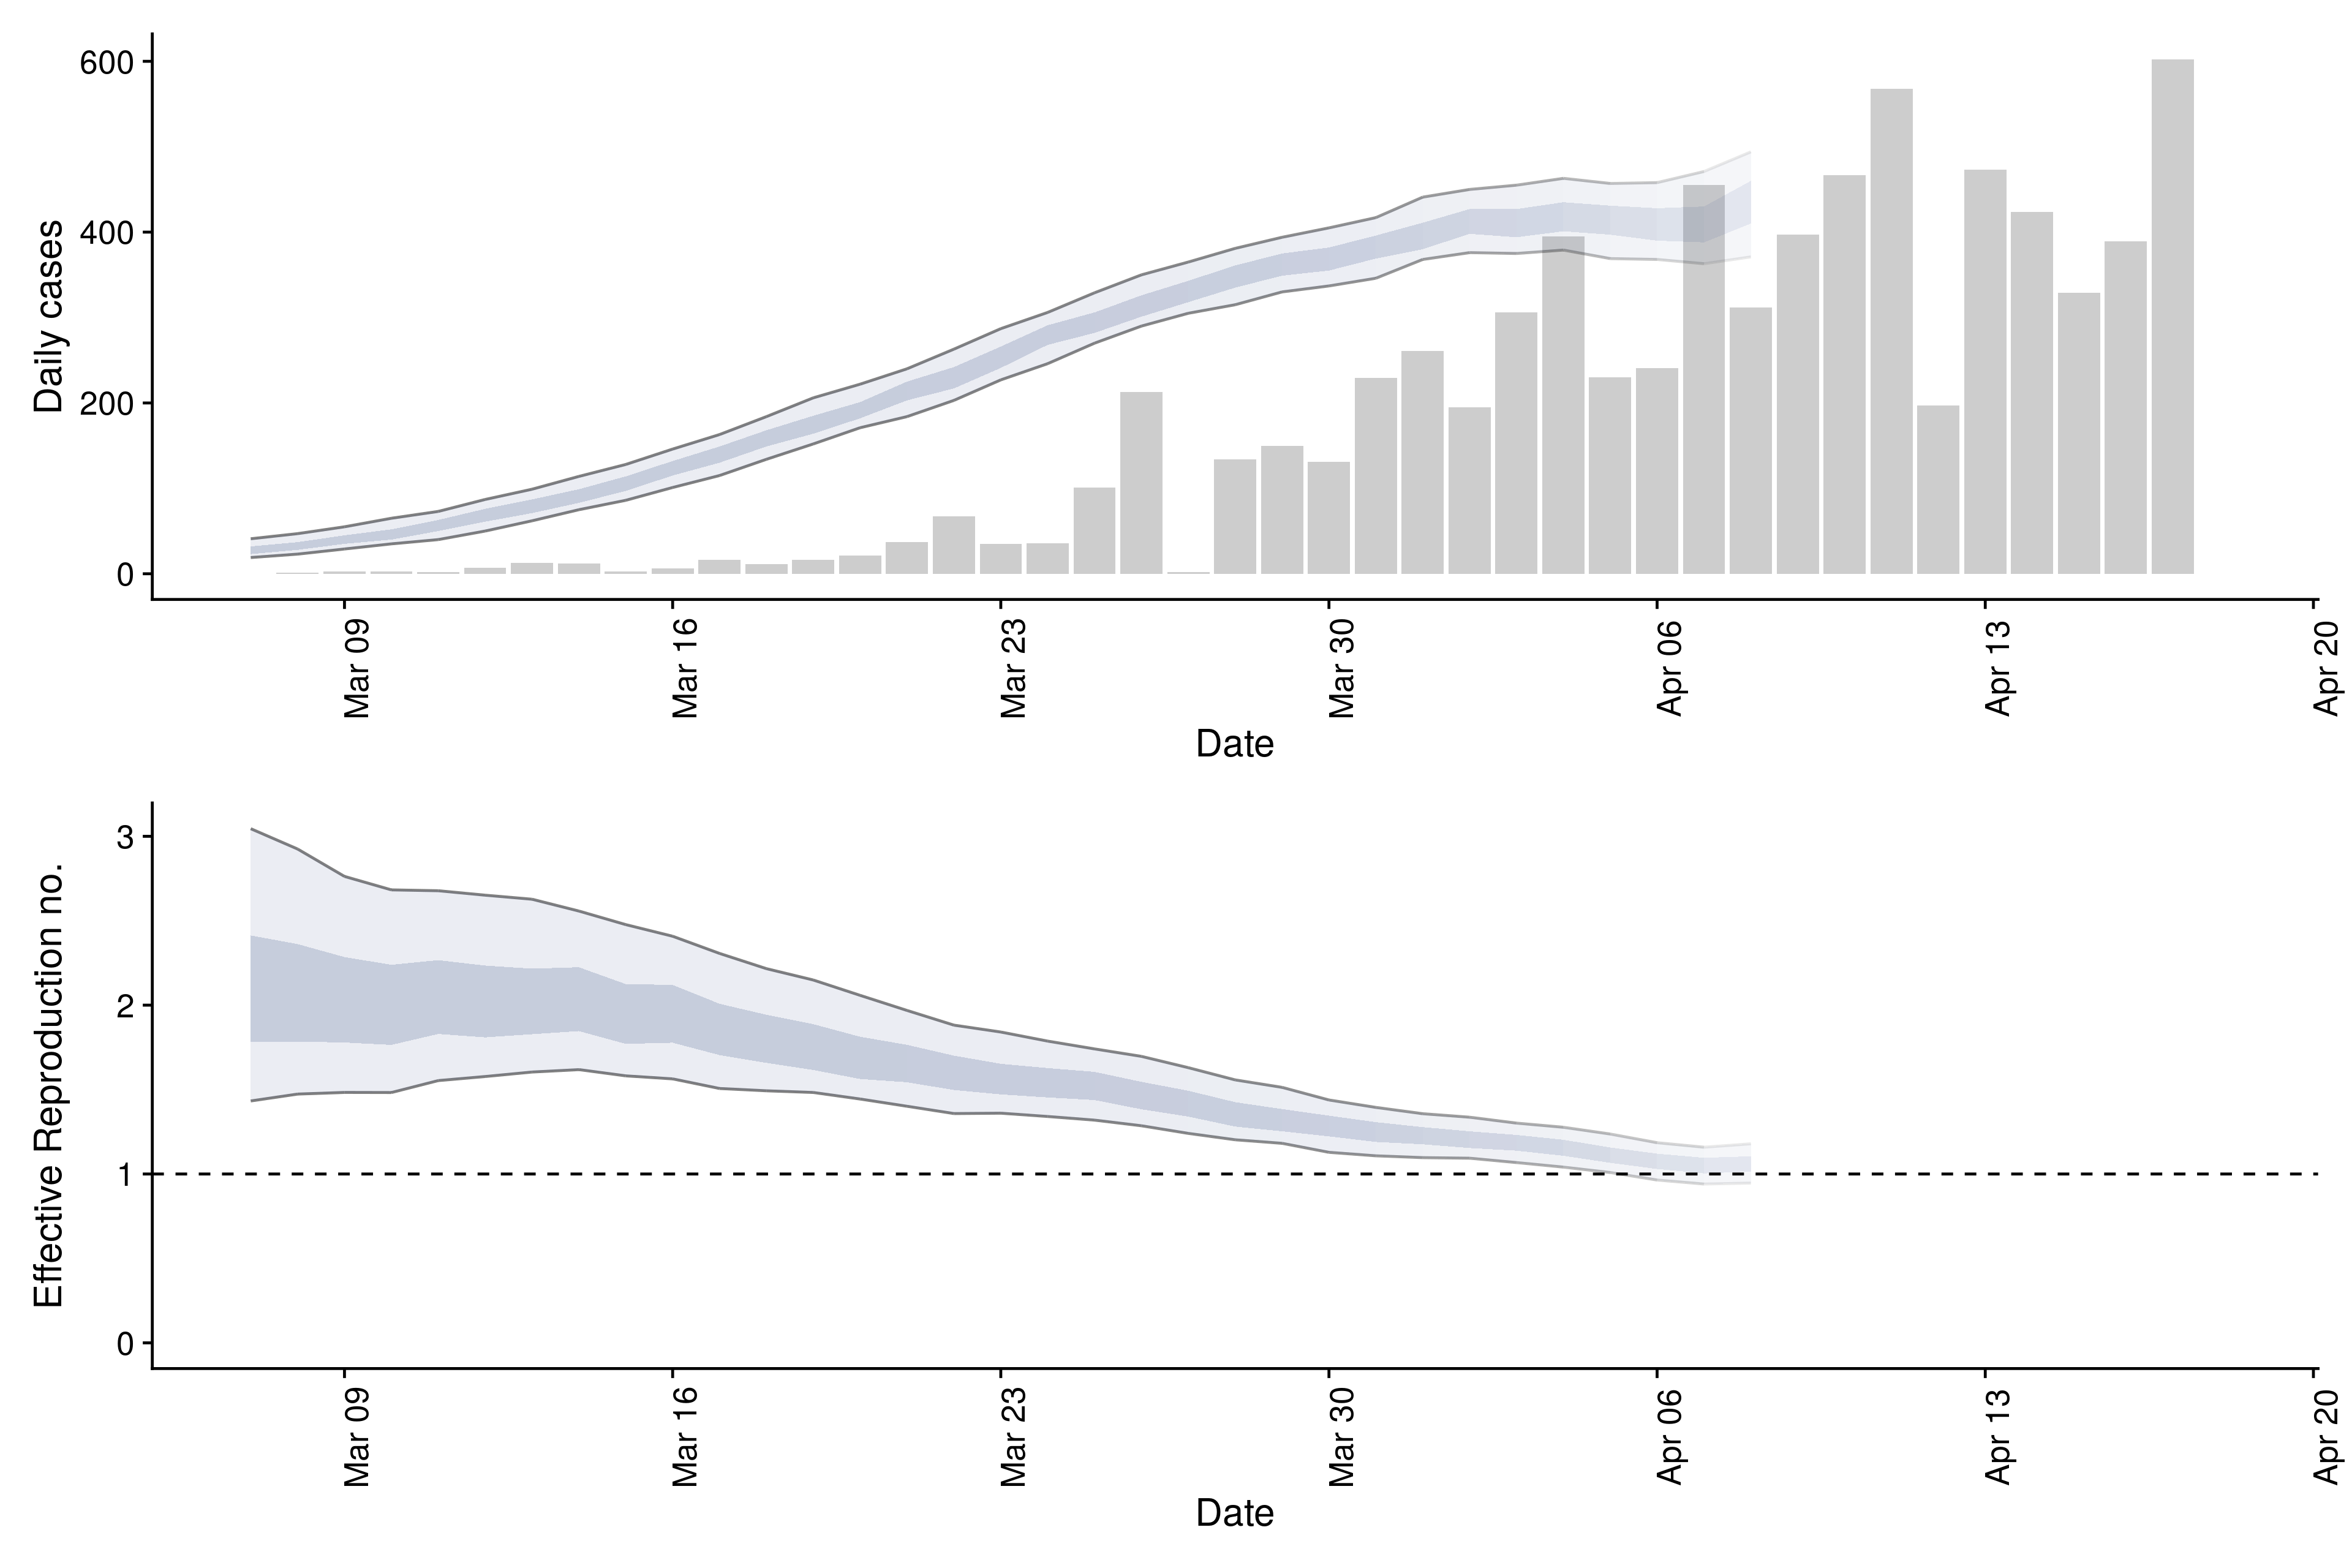 Daily cases
600
400
200
0
Mar 09
Mar 16
Mar 23
Mar 30
Apr 06
Apr 13
Apr 20
Date
Effective Reproduction no.
3
2
1
0
Mar 09
Mar 16
Mar 23
Mar 30
Apr 06
Apr 13
Apr 20
Date